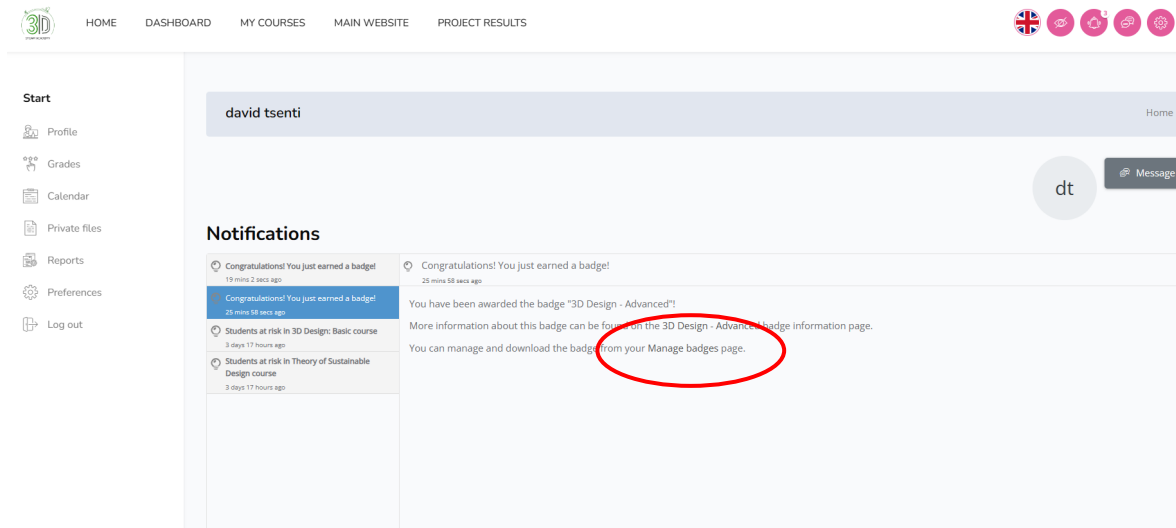 3D
HOME DASHBOARD MY COURSES MAIN WEBSITE PROJECT RESULTS
3
Start
Profile
Grades
Calendar
Private files
Reports
Preferences
Log out
david tsenti
Home
dt
Message
Notifications
Congratulations! You just earned a badge!
19 mins 2 secs ago
Congratulations! You just earned a badge!
25 mins 58 secs ago
Students at risk in 3D Design: Basic course
3 days 17 hours ago
Students at risk in Theory of Sustainable
Design course
3 days 17 hours ago
Congratulations! You just earned a badge!
25 mins 58 secs ago
You have been awarded the badge "3D Design - Advanced"!
More information about this badge can be found on the 3D Design - Advanced badge information page.
You can manage and download the badge from your Manage badges page.